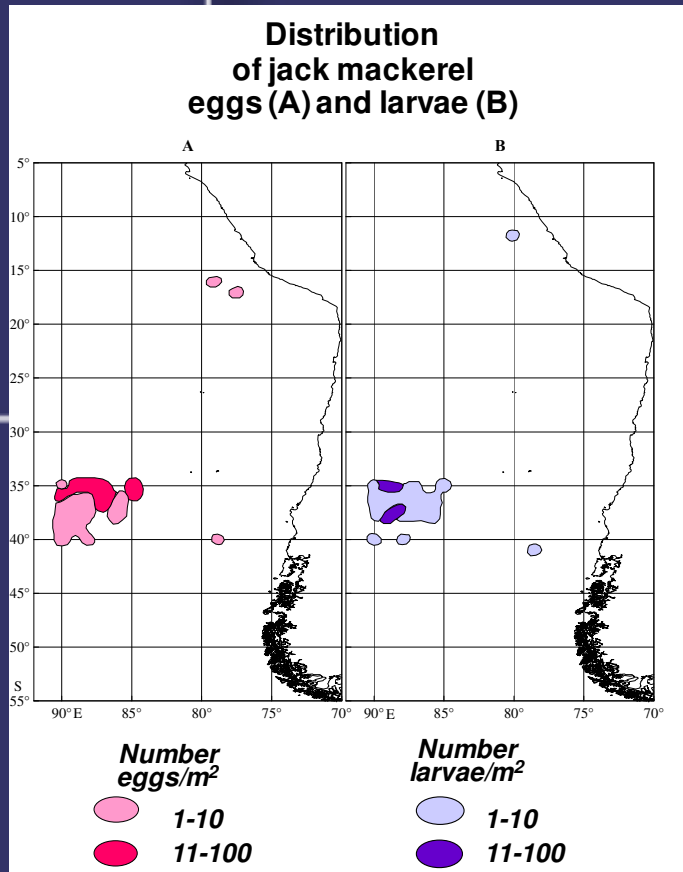 Distribution
of jack mackerel
eggs (A) and larvae (B)
A
B
5°
10°
15°
20°
25°
30°
35°
40°
45°
50°
S
55°
90° E 85° 80° 75° 70°
90° E 85° 80° 75° 70°
Number
eggs/m²
1-10
11-100
Number
larvae/m²
1-10
11-100